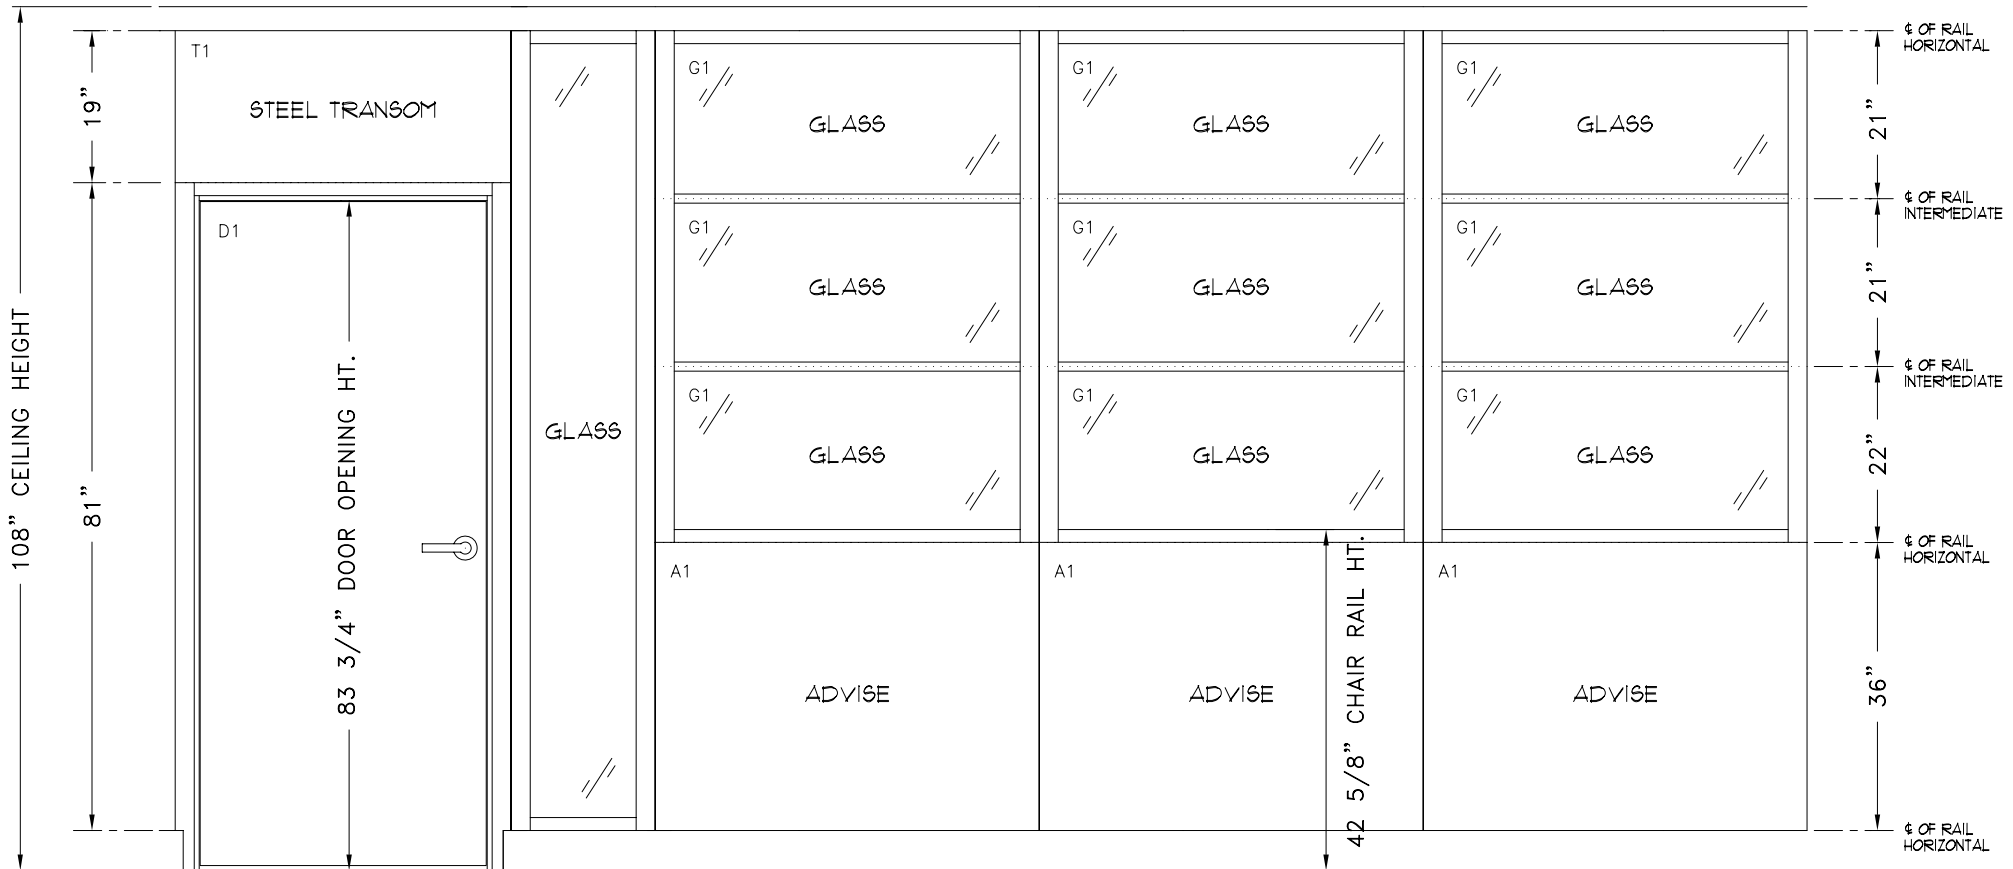 T1
STEEL TRANSOM
19”
D1
83 3/4” DOOR OPENING HT.
81”
108” CEILING HEIGHT
GLASS
G1
GLASS
G1
GLASS
G1
GLASS
G1
GLASS
G1
GLASS
G1
GLASS
G1
GLASS
G1
GLASS
G1
GLASS
A1
ADVISE
A1
ADVISE
A1
ADVISE
42 5/8” CHAIR RAIL HT.
℄ OF RAIL
HORIZONTAL
21”
℄ OF RAIL
INTERMEDIATE
21”
℄ OF RAIL
INTERMEDIATE
22”
℄ OF RAIL
HORIZONTAL
36”
℄ OF RAIL
HORIZONTAL